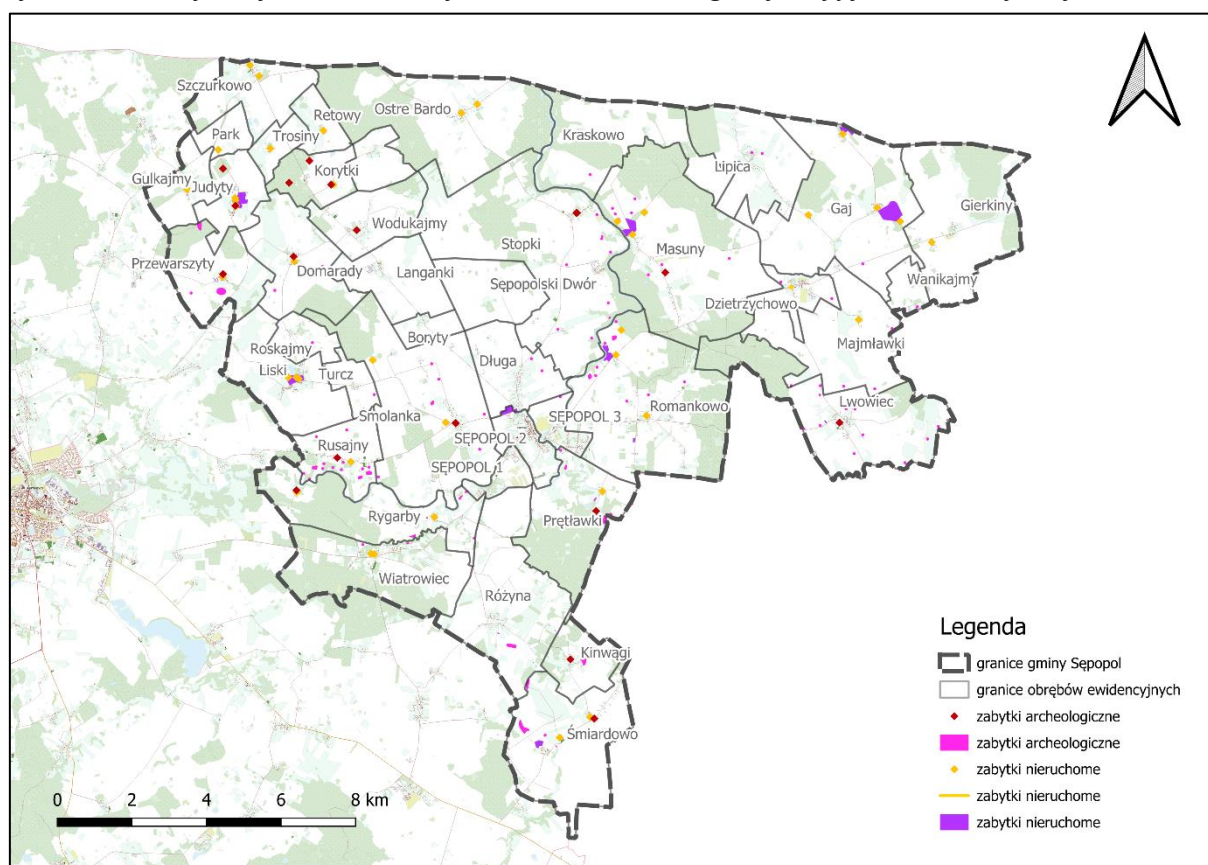 Szczurkowo
Ostre Bardo
Retowy
Park
Trosiny
Kraskowo
Lipica
Korytki
Gulkajmy
Judyty
Gaj
Gierkiny
Wodukajmy
Stopki
Masuny
Przewarszyty
Domarady
Langanki
Sępopolski Dwór
Wanikajmy
Dzietrzychowo
Boryty
Majmławki
Roskajmy
Długa
Liski
Turcz
Lwowiec
Smolanka
SĘPOPOL 3
Romankowo
SĘPOPOL 2
Rusajny
SĘPOPOL 1
Rygarby
Prętławki
Wiatrowiec
Różyna
Kinwągi
Śmiardowo
Legenda
granice gminy Sępopol
granice obrębów ewidencyjnych
zabytki archeologiczne
zabytki archeologiczne
zabytki nieruchome
zabytki nieruchome
zabytki nieruchome
0 2 4 6 8 km